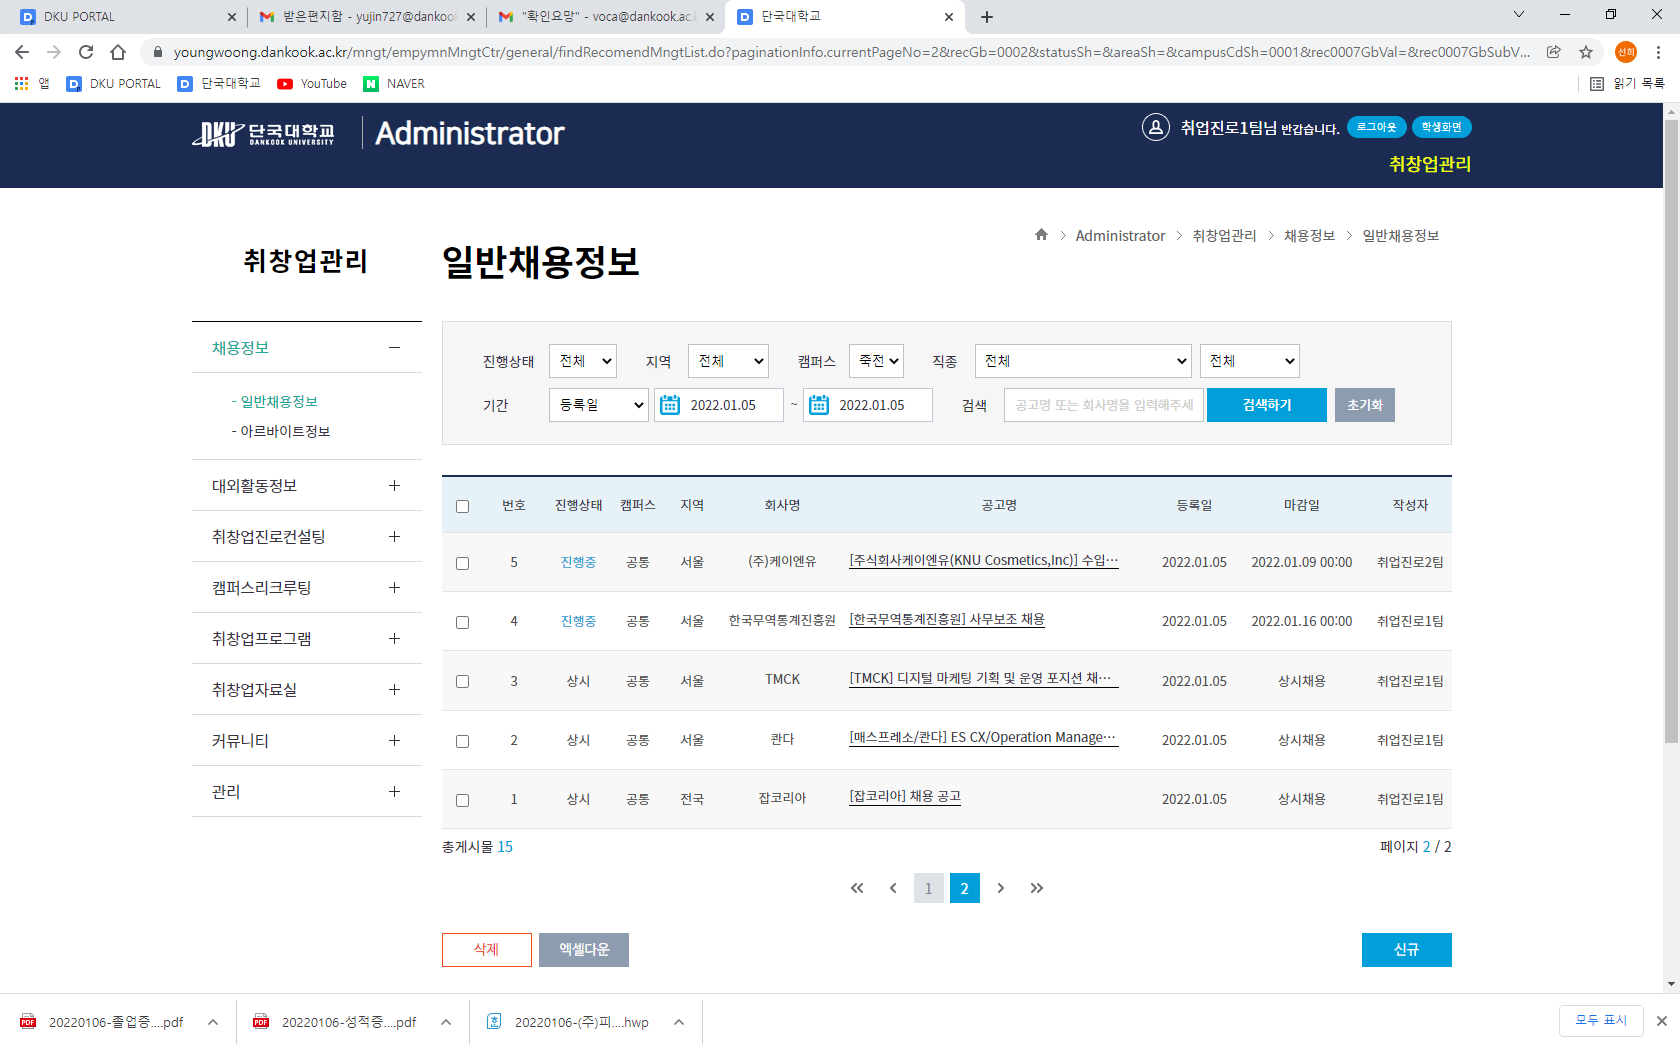 DKU PORTAL
받은편지함 - yujin727@dankook
"확인요망" - voca@dankook.ac.k
단국대학교
youngwoong.dankook.ac.kr/mngt/empymnMngtCtr/general/findRecomendMngtList.do?paginationInfo.currentPageNo=2&recGb=0002&statusSh=&areaSh=&campusCdSh=0001&rec0007GbVal=&rec0007GbSubV...
선희
앱
DKU PORTAL
단국대학교
YouTube
NAVER
읽기 목록
DKU 단국대학교
DANKOOK UNIVERSITY
Administrator
취업진로1팀님 반갑습니다.
로그아웃
학생화면
취창업관리
Administrator
취창업관리
채용정보
일반채용정보
취창업관리
일반채용정보
채용정보
- 일반채용정보
- 아르바이트정보
대외활동정보
취창업진로컨설팅
캠퍼스리크루팅
취창업프로그램
취창업자료실
커뮤니티
관리
진행상태 전체 지역 전체 캠퍼스 죽전 직종 전체 전체
기간 등록일 2022.01.05 ~ 2022.01.05 검색 공고명 또는 회사명을 입력해주세 검색하기 초기화
번호 진행상태 캠퍼스 지역 회사명 공고명 등록일 마감일 작성자
5 진행중 공통 서울 (주)케이엔유 [주식회사케이엔유(KNU Cosmetics,Inc)] 수입… 2022.01.05 2022.01.09 00:00 취업진로2팀
4 진행중 공통 서울 한국무역통계진흥원 [한국무역통계진흥원] 사무보조 채용 2022.01.05 2022.01.16 00:00 취업진로1팀
3 상시 공통 서울 TMCK [TMCK] 디지털 마케팅 기획 및 운영 포지션 채… 2022.01.05 상시채용 취업진로1팀
2 상시 공통 서울 콴다 [매스프레소/콴다] ES CX/Operation Manage… 2022.01.05 상시채용 취업진로1팀
1 상시 공통 전국 잡코리아 [잡코리아] 채용 공고 2022.01.05 상시채용 취업진로1팀
총게시물 15
페이지 2 / 2
1 2
삭제
엑셀다운
신규
20220106-졸업증....pdf
20220106-성적증....pdf
20220106-(주)피....hwp
모두 표시